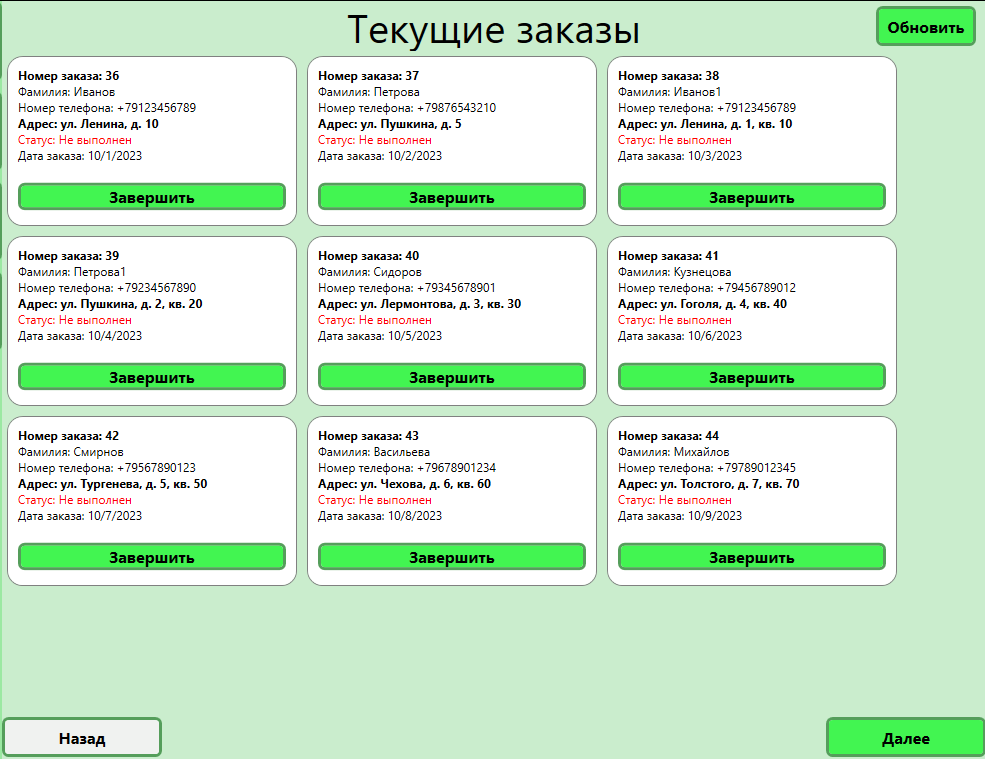 Текущие заказы
Обновить
Номер заказа: 36
Фамилия: Иванов
Номер телефона: +79123456789
Адрес: ул. Ленина, д. 10
Статус: Не выполнен
Дата заказа: 10/1/2023
Завершить
Номер заказа: 37
Фамилия: Петрова
Номер телефона: +79876543210
Адрес: ул. Пушкина, д. 5
Статус: Не выполнен
Дата заказа: 10/2/2023
Завершить
Номер заказа: 38
Фамилия: Иванов1
Номер телефона: +79123456789
Адрес: ул. Ленина, д. 1, кв. 10
Статус: Не выполнен
Дата заказа: 10/3/2023
Завершить
Номер заказа: 39
Фамилия: Петрова1
Номер телефона: +79234567890
Адрес: ул. Пушкина, д. 2, кв. 20
Статус: Не выполнен
Дата заказа: 10/4/2023
Завершить
Номер заказа: 40
Фамилия: Сидоров
Номер телефона: +79345678901
Адрес: ул. Лермонтова, д. 3, кв. 30
Статус: Не выполнен
Дата заказа: 10/5/2023
Завершить
Номер заказа: 41
Фамилия: Кузнецова
Номер телефона: +79456789012
Адрес: ул. Гоголя, д. 4, кв. 40
Статус: Не выполнен
Дата заказа: 10/6/2023
Завершить
Номер заказа: 42
Фамилия: Смирнов
Номер телефона: +79567890123
Адрес: ул. Тургенева, д. 5, кв. 50
Статус: Не выполнен
Дата заказа: 10/7/2023
Завершить
Номер заказа: 43
Фамилия: Васильева
Номер телефона: +79678901234
Адрес: ул. Чехова, д. 6, кв. 60
Статус: Не выполнен
Дата заказа: 10/8/2023
Завершить
Номер заказа: 44
Фамилия: Михайлов
Номер телефона: +79789012345
Адрес: ул. Толстого, д. 7, кв. 70
Статус: Не выполнен
Дата заказа: 10/9/2023
Завершить
Назад
Далее